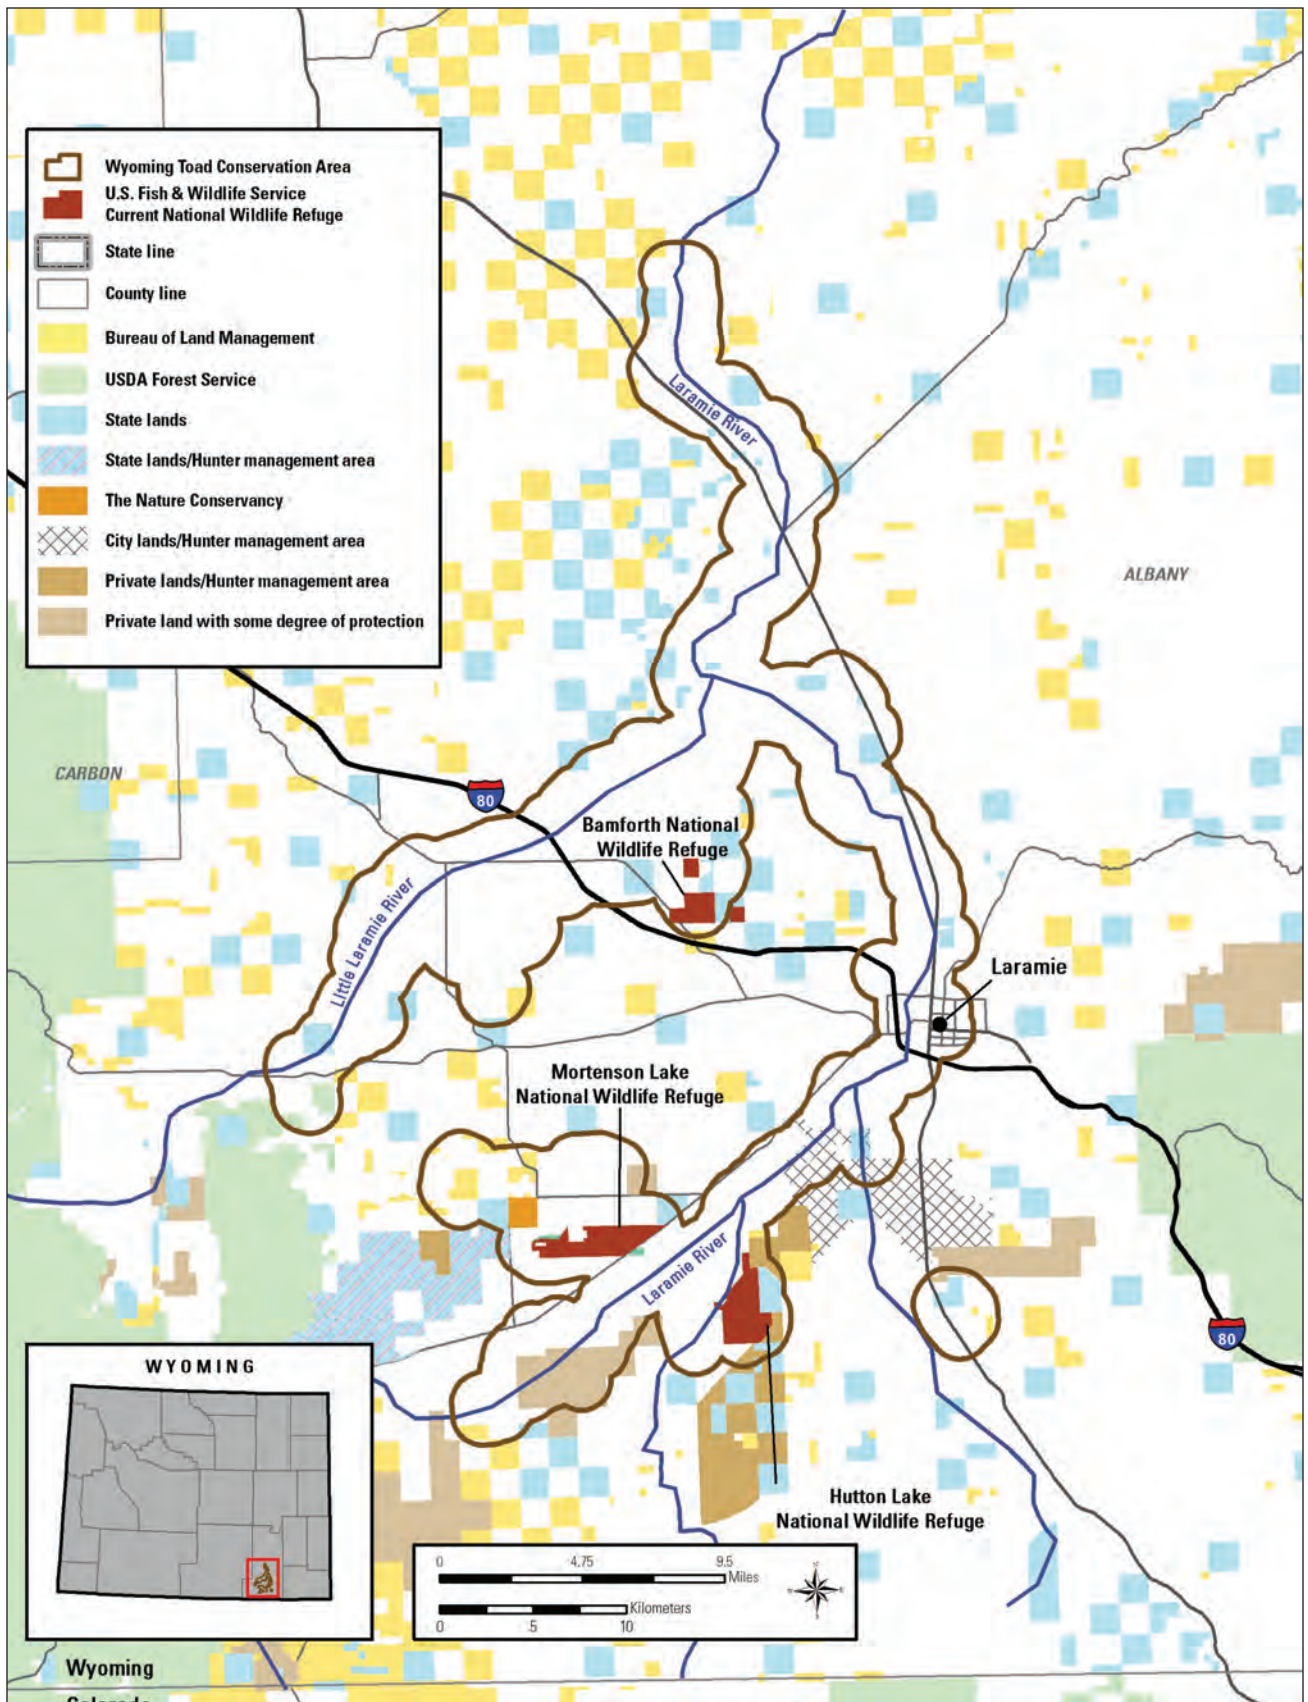 Wyoming Toad Conservation Area
U.S. Fish & Wildlife Service
Current National Wildlife Refuge
State line
County line
Bureau of Land Management
USDA Forest Service
State lands
State lands/Hunter management area
The Nature Conservancy
City lands/Hunter management area
Private lands/Hunter management area
Private land with some degree of protection
Laramie River
ALBANY
CARBON
80
Bamforth National
Wildlife Refuge
Little Laramie River
Laramie
Mortenson Lake
National Wildlife Refuge
Laramie River
80
WYOMING
Hutton Lake
National Wildlife Refuge
0 4.75 9.5
Miles
Kilometers
0 5 10
Wyoming
Colorado